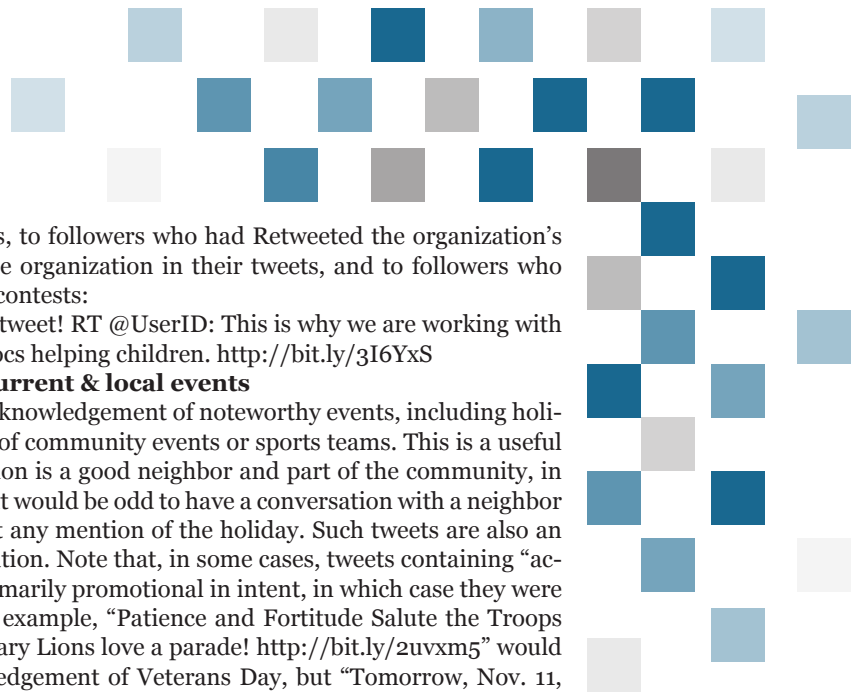 s, to followers who had Retweeted the organization's
e organization in their tweets, and to followers who
contests:
tweet! RT @UserID: This is why we are working with
ocs helping children. http://bit.ly/3I6YxS
urrent & local events
knowledgement of noteworthy events, including holi-
of community events or sports teams. This is a useful
ion is a good neighbor and part of the community, in
t would be odd to have a conversation with a neighbor
t any mention of the holiday. Such tweets are also an
ition. Note that, in some cases, tweets containing “ac-
marily promotional in intent, in which case they were
example, “Patience and Fortitude Salute the Troops
ary Lions love a parade! http://bit.ly/2uvxm5” would
edgement of Veterans Day, but “Tomorrow, Nov. 11,